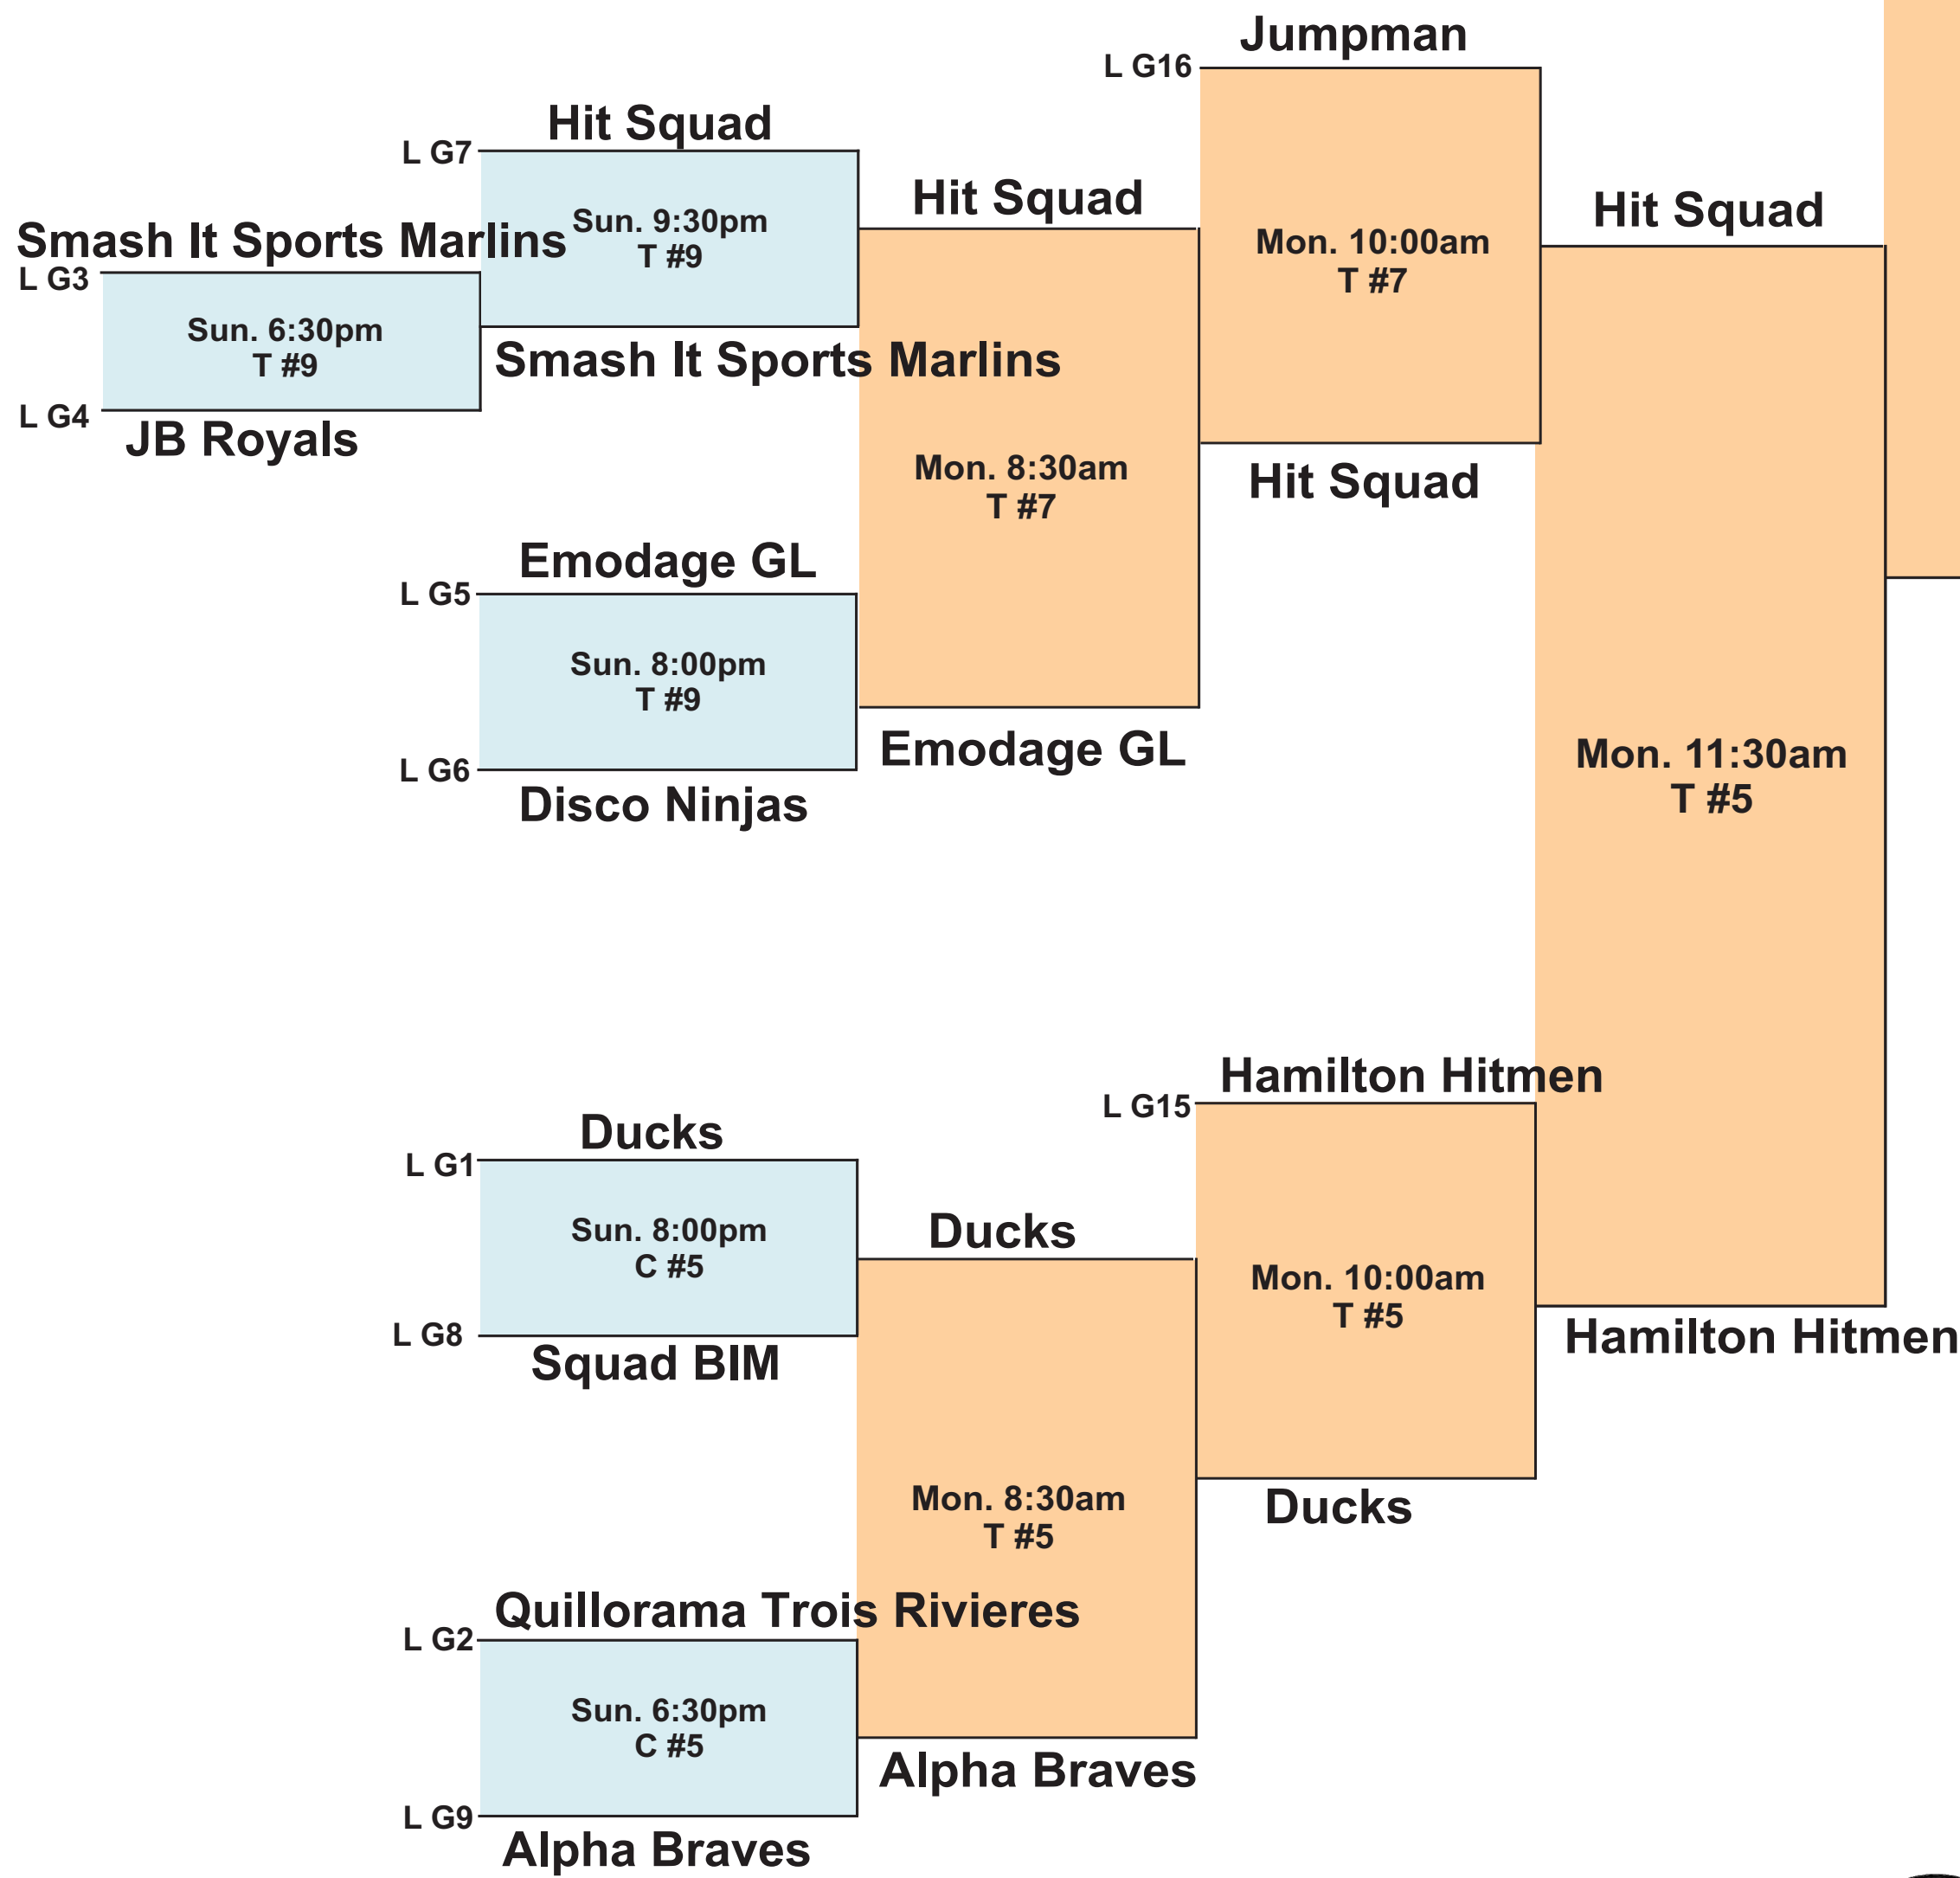 Jumpman
L G16
Hit Squad
L G7
Hit Squad
Hit Squad
Sun. 9:30pm
T #9
Smash It Sports Marlins
L G3
Mon. 10:00am
T #7
Sun. 6:30pm
T #9
Smash It Sports Marlins
L G4
JB Royals
Mon. 8:30am
T #7
Hit Squad
Emodage GL
L G5
Sun. 8:00pm
T #9
Emodage GL
L G6
Disco Ninjas
Mon. 11:30am
T #5
Hamilton Hitmen
L G15
Ducks
L G1
Sun. 8:00pm
C #5
Ducks
Mon. 10:00am
T #5
L G8
Squad BIM
Hamilton Hitmen
Mon. 8:30am
T #5
Ducks
Quillorama Trois Rivieres
L G2
Sun. 6:30pm
C #5
Alpha Braves
L G9
Alpha Braves